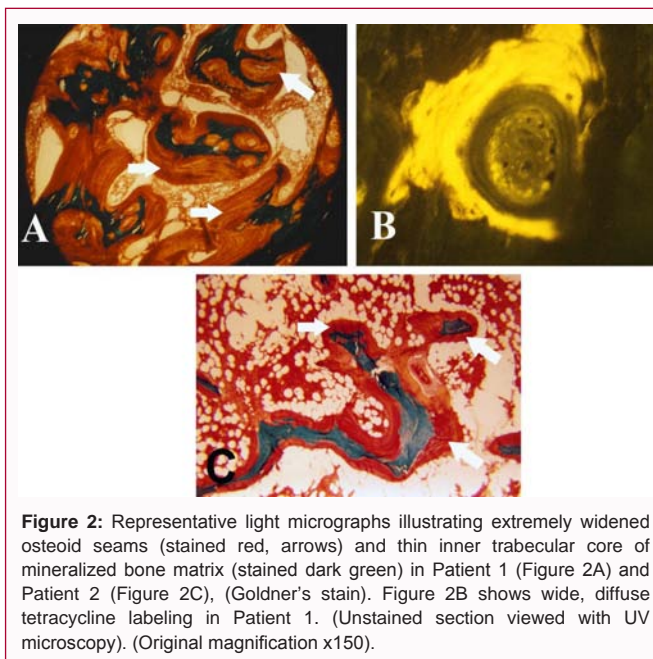 A
B
C
Figure 2: Representative light micrographs illustrating extremely widened
osteoid seams (stained red, arrows) and thin inner trabecular core of
mineralized bone matrix (stained dark green) in Patient 1 (Figure 2A) and
Patient 2 (Figure 2C), (Goldner's stain). Figure 2B shows wide, diffuse
tetracycline labeling in Patient 1. (Unstained section viewed with UV
microscopy). (Original magnification x150).